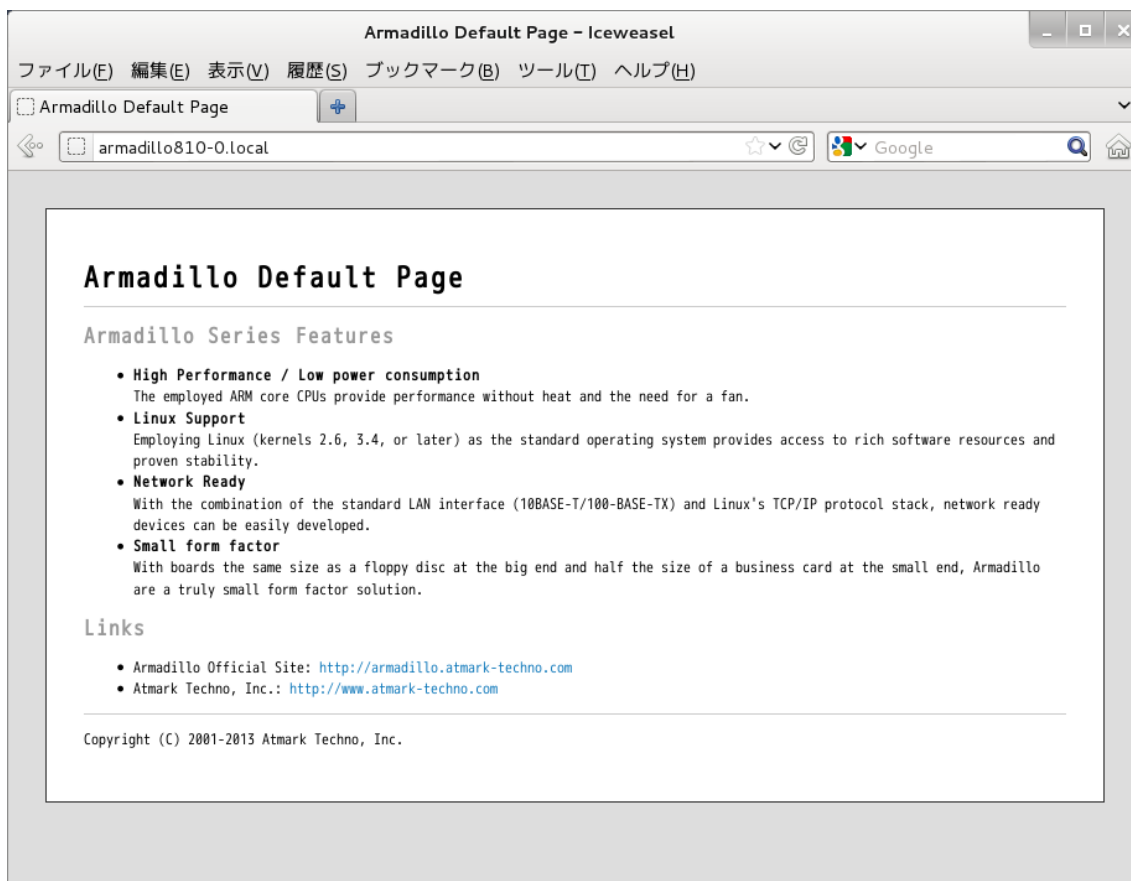 Armadillo Default Page - Iceweasel
ファイル(F) 編集(E) 表示(V) 履歴(S) ブックマーク(B) ツール(T) ヘルプ(H)
Armadillo Default Page
armadillo810-0.local
Google
Armadillo Default Page
Armadillo Series Features
• High Performance / Low power consumption
The employed ARM core CPUs provide performance without heat and the need for a fan.
• Linux Support
Employing Linux (kernels 2.6, 3.4, or later) as the standard operating system provides access to rich software resources and
proven stability.
• Network Ready
With the combination of the standard LAN interface (10BASE-T/100-BASE-TX) and Linux's TCP/IP protocol stack, network ready
devices can be easily developed.
• Small form factor
With boards the same size as a floppy disc at the big end and half the size of a business card at the small end, Armadillo
are a truly small form factor solution.
Links
• Armadillo Official Site: http://armadillo.atmark-techno.com
• Atmark Techno, Inc.: http://www.atmark-techno.com
Copyright (C) 2001-2013 Atmark Techno, Inc.